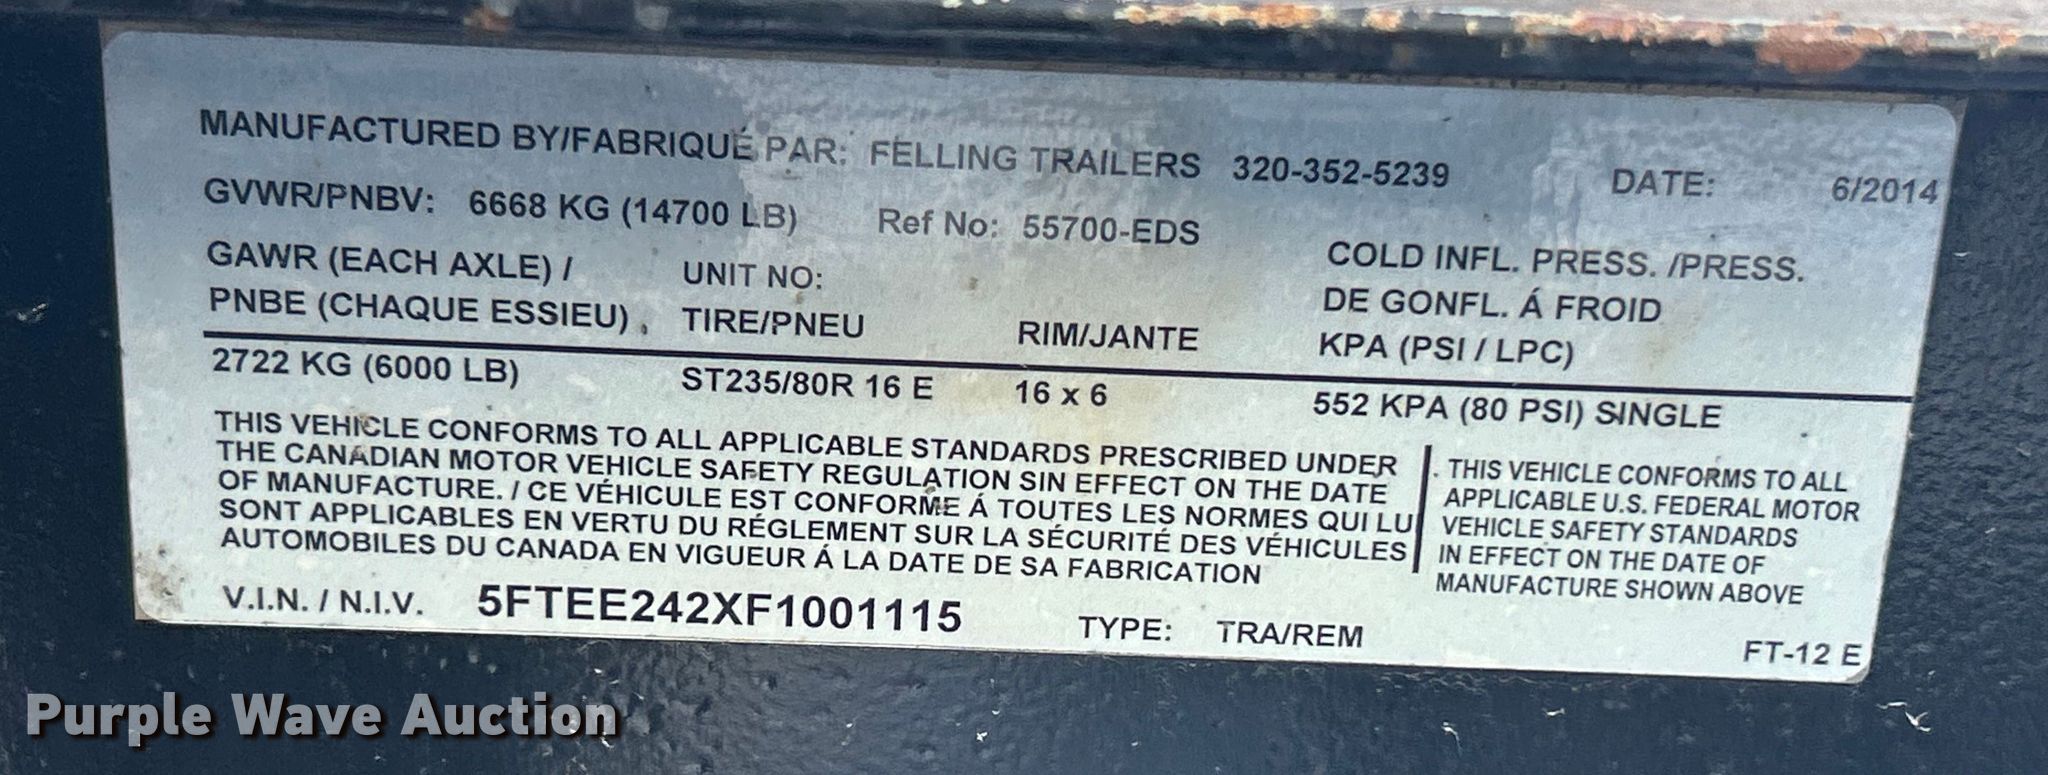 MANUFACTURED BY/FABRIQUÉ PAR: FELLING TRAILERS 320-352-5239 DATE: 6/2014
GVWR/PNBV: 6668 KG (14700 LB) Ref No: 55700-EDS
GAWR (EACH AXLE) / UNIT NO: COLD INFL. PRESS. /PRESS.
PNBE (CHAQUE ESSIEU) TIRE/PNEU RIM/JANTE DE GONFL. Á FROID
KPA (PSI / LPC)
2722 KG (6000 LB) ST235/80R 16 E 16 x 6 552 KPA (80 PSI) SINGLE
THIS VEHICLE CONFORMS TO ALL APPLICABLE STANDARDS PRESCRIBED UNDER
THE CANADIAN MOTOR VEHICLE SAFETY REGULATION SIN EFFECT ON THE DATE
OF MANUFACTURE. / CE VÉHICULE EST CONFORME Á TOUTES LES NORMES QUI LU
SONT APPLICABLES EN VERTU DU RÉGLEMENT SUR LA SÉCURITÉ DES VÉHICULES
AUTOMOBILES DU CANADA EN VIGUEUR Á LA DATE DE SA FABRICATION
THIS VEHICLE CONFORMS TO ALL
APPLICABLE U.S. FEDERAL MOTOR
VEHICLE SAFETY STANDARDS
IN EFFECT ON THE DATE OF
MANUFACTURE SHOWN ABOVE
V.I.N. / N.I.V. 5FTEE242XF1001115 TYPE: TRA/REM FT-12 E
Purple Wave Auction